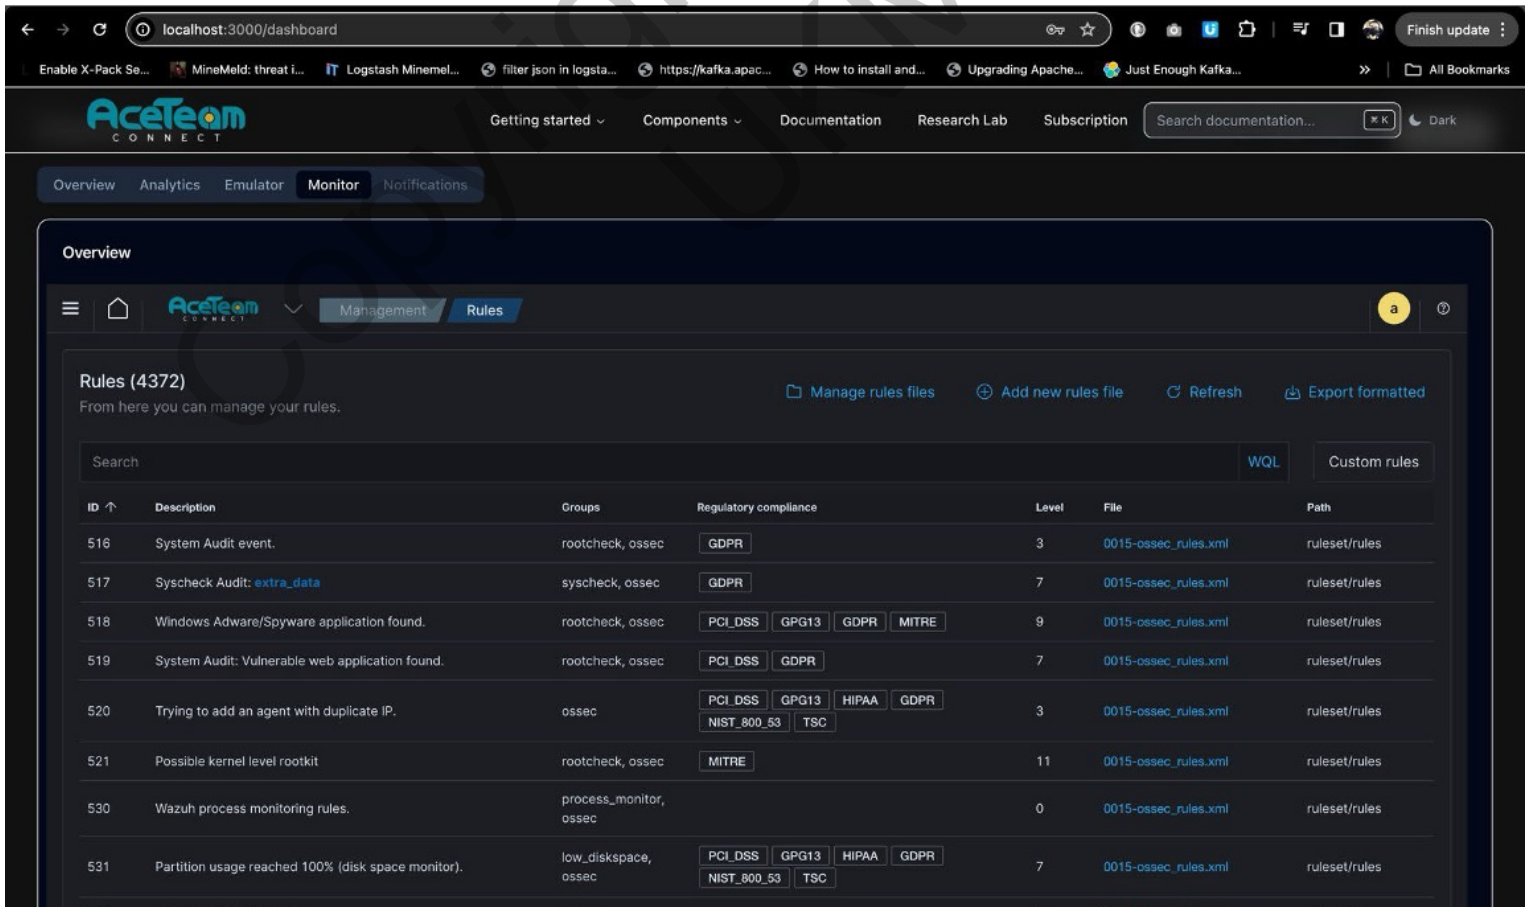 localhost:3000/dashboard
Finish update
Enable X-Pack Se... MineMeld: threat i... Logstash Minemel... filter json in logsta... https://kafka.apac... How to install and... Upgrading Apache... Just Enough Kafka... » All Bookmarks
AceTeam
CONNECT
Getting started Components Documentation Research Lab Subscription Search documentation... ⌘ K Dark
Overview Analytics Emulator Monitor Notifications
Overview
AceTeam
CONNECT
Management Rules a
Rules (4372)
From here you can manage your rules.
Manage rules files Add new rules file Refresh Export formatted
Search WQL Custom rules
ID ↑ Description Groups Regulatory compliance Level File Path
516 System Audit event. rootcheck, ossec GDPR 3 0015-ossec_rules.xml ruleset/rules
517 Syscheck Audit: extra_data syscheck, ossec GDPR 7 0015-ossec_rules.xml ruleset/rules
518 Windows Adware/Spyware application found. rootcheck, ossec PCI_DSS GPG13 GDPR MITRE 9 0015-ossec_rules.xml ruleset/rules
519 System Audit: Vulnerable web application found. rootcheck, ossec PCI_DSS GDPR 7 0015-ossec_rules.xml ruleset/rules
520 Trying to add an agent with duplicate IP. ossec PCI_DSS GPG13 HIPAA GDPR NIST_800_53 TSC 3 0015-ossec_rules.xml ruleset/rules
521 Possible kernel level rootkit rootcheck, ossec MITRE 11 0015-ossec_rules.xml ruleset/rules
530 Wazuh process monitoring rules. process_monitor, ossec 0 0015-ossec_rules.xml ruleset/rules
531 Partition usage reached 100% (disk space monitor). low_diskspace, ossec PCI_DSS GPG13 HIPAA GDPR NIST_800_53 TSC 7 0015-ossec_rules.xml ruleset/rules